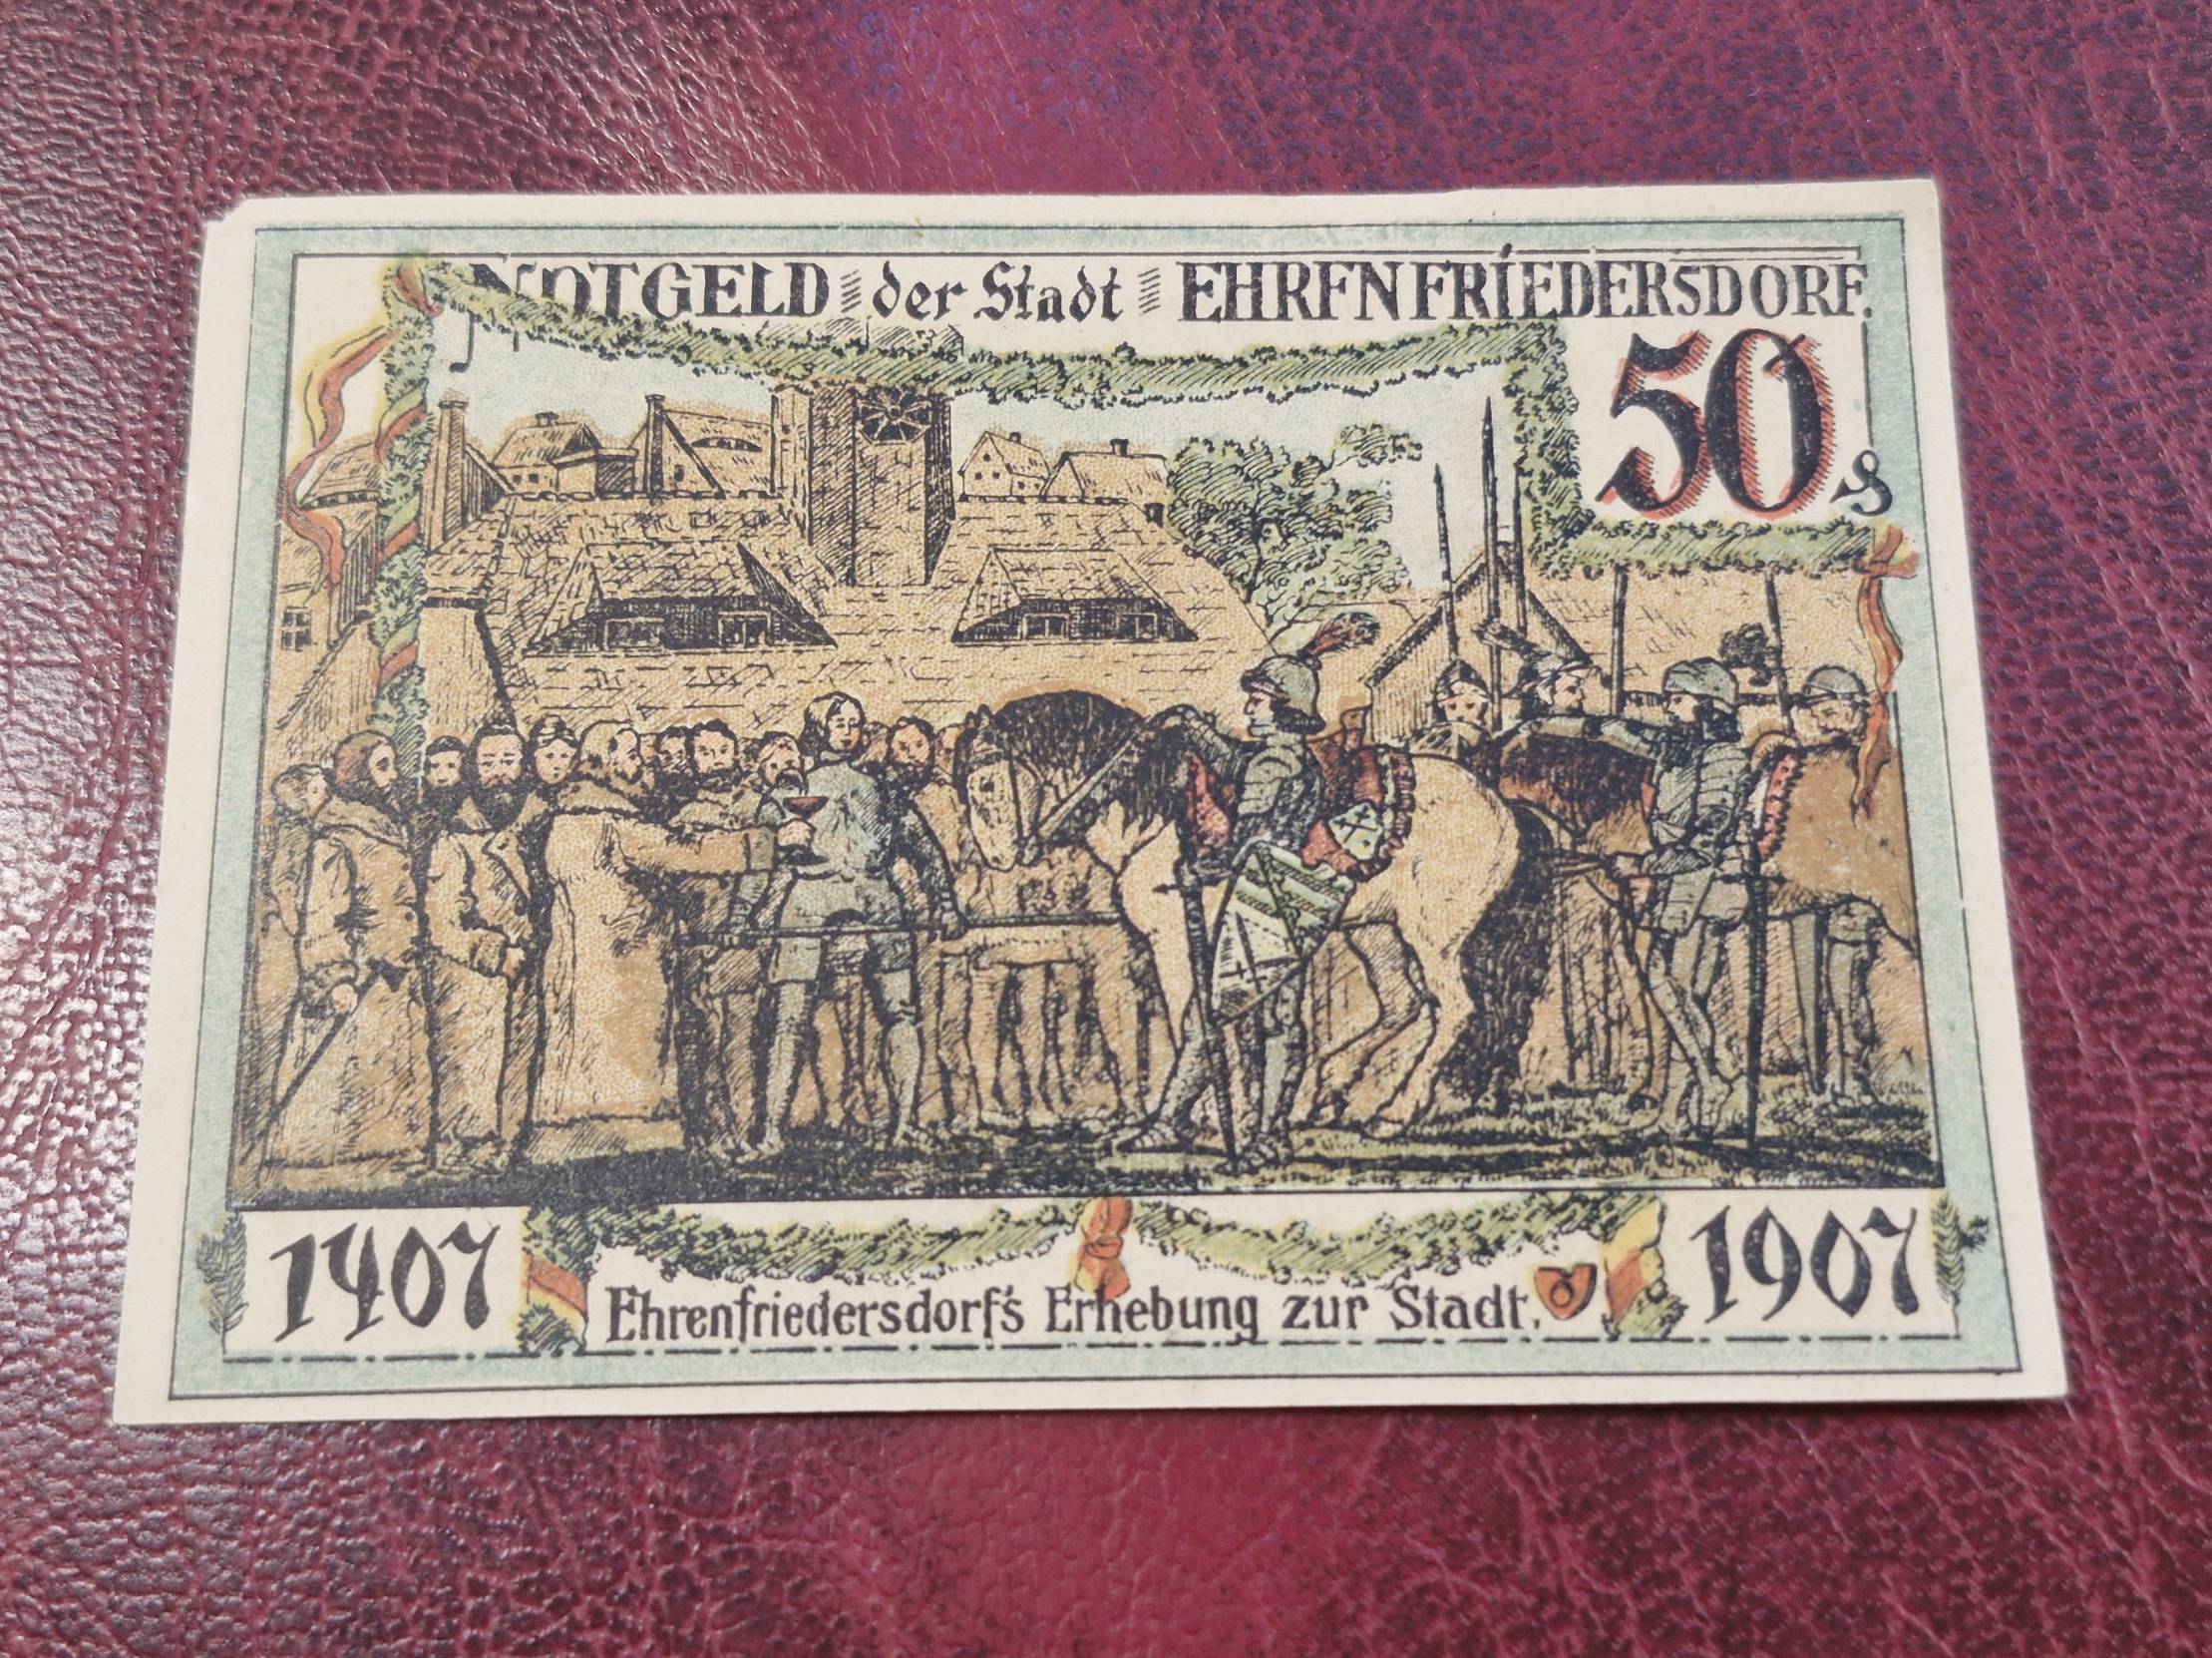 NOTGELD der Stadt EHRENFRIEDERSDORF.
50 ₰
1407
Ehrenfriedersdorf's Erhebung zur Stadt.
1907